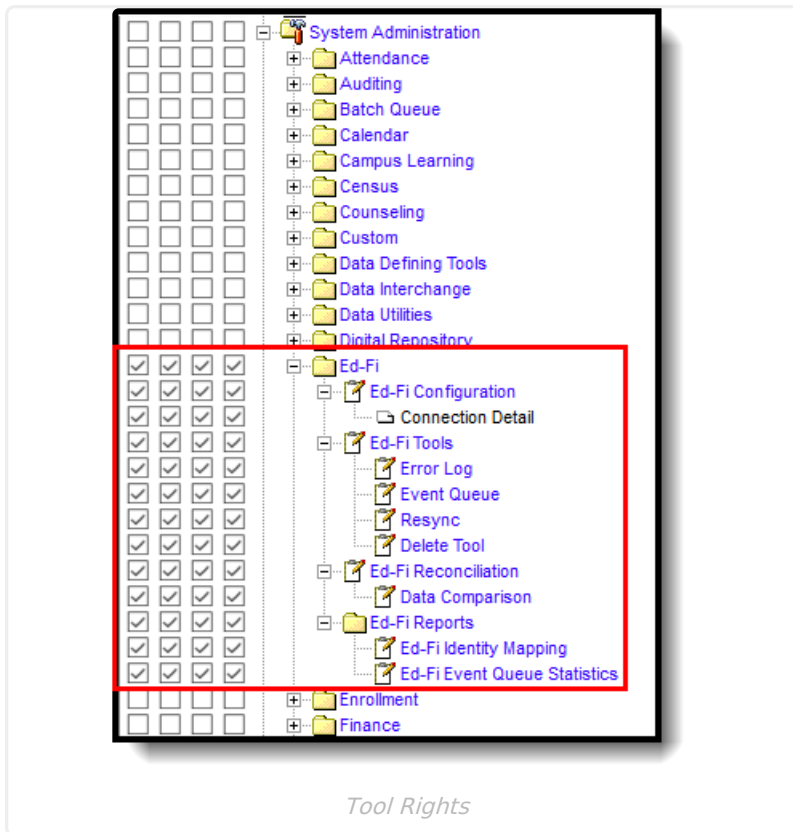 System Administration
Attendance
Auditing
Batch Queue
Calendar
Campus Learning
Census
Counseling
Custom
Data Defining Tools
Data Interchange
Data Utilities
Digital Repository
Ed-Fi
Ed-Fi Configuration
Connection Detail
Ed-Fi Tools
Error Log
Event Queue
Resync
Delete Tool
Ed-Fi Reconciliation
Data Comparison
Ed-Fi Reports
Ed-Fi Identity Mapping
Ed-Fi Event Queue Statistics
Enrollment
Finance
Tool Rights